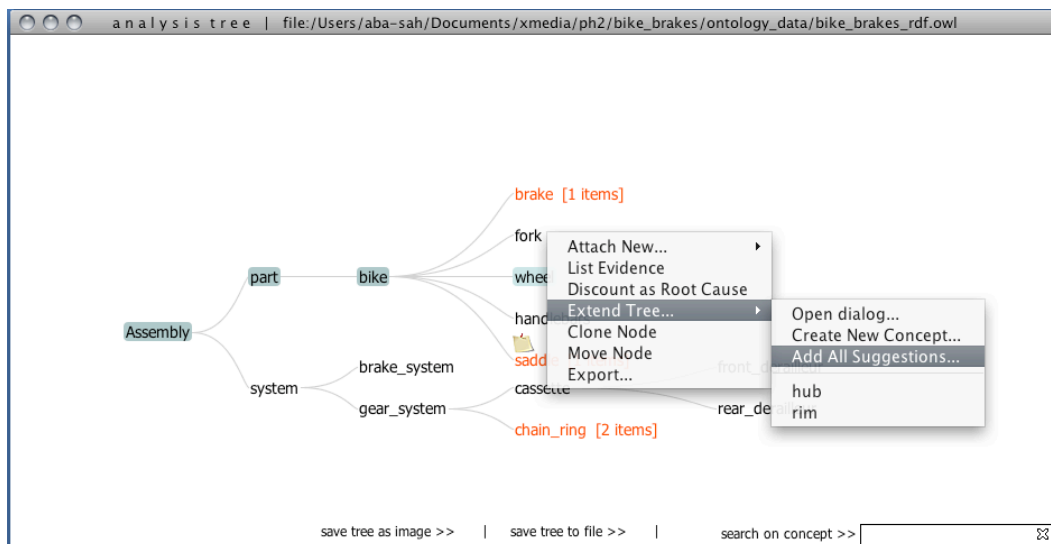 analysis tree | file:/Users/aba-sah/Documents/xmedia/ph2/bike_brakes/ontology_data/bike_brakes_rdf.owl
brake [1 items]
fork
Attach New...
part
bike
wheel
List Evidence
Discount as Root Cause
Extend Tree...
Open dialog...
Assembly
Clone Node
Create New Concept...
Move Node
Add All Suggestions...
brake_system
Export...
system
cassette
hub
gear_system
rim
chain_ring [2 items]
save tree as image >> | save tree to file >> | search on concept >>